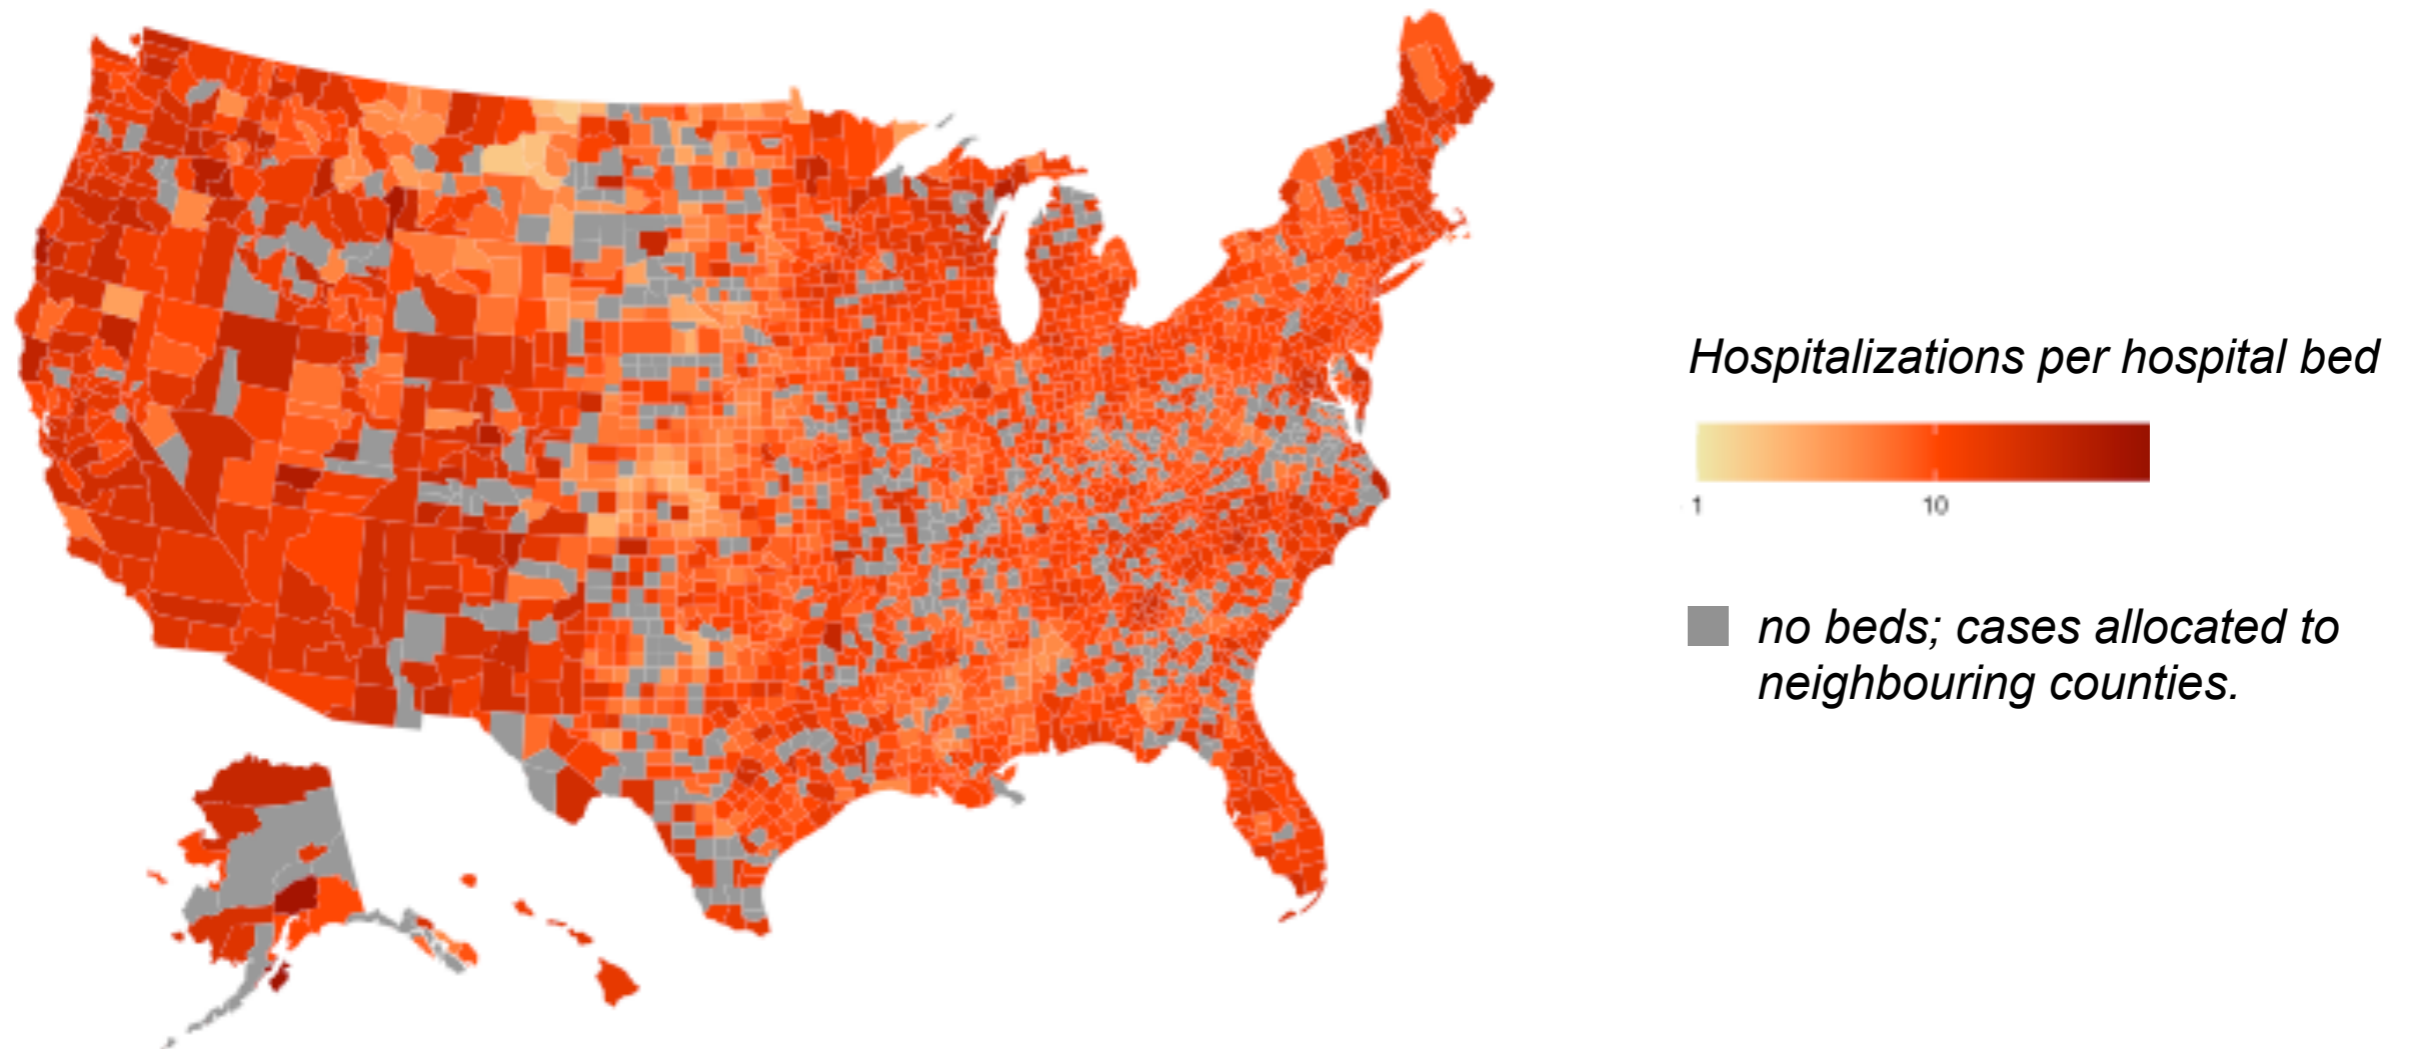 Hospitalizations per hospital bed
1 10
no beds; cases allocated to
neighbouring counties.